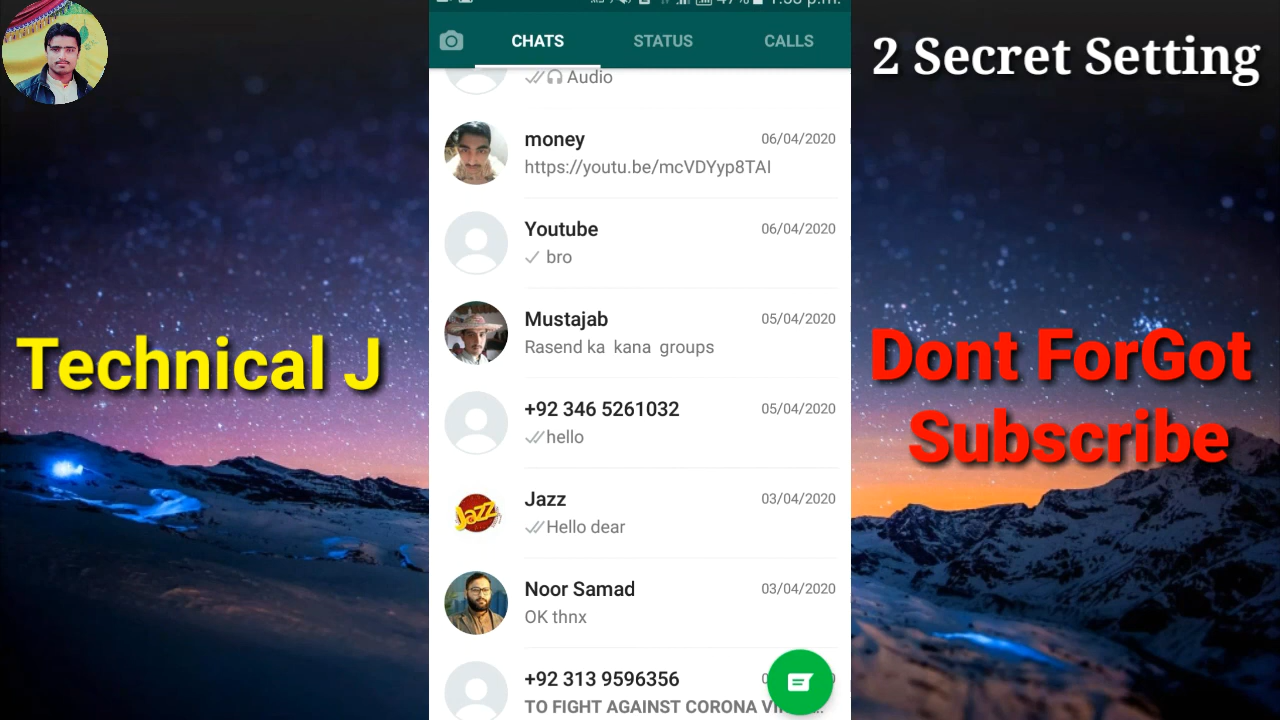 CHATS STATUS CALLS
2 Secret Setting
Audio
money 06/04/2020
https://youtu.be/mcVDYyp8TAI
Youtube 06/04/2020
bro
Mustajab 05/04/2020
Rasend ka kana groups
Technical J
Dont ForGot
Subscribe
+92 346 5261032 05/04/2020
hello
Jazz 03/04/2020
Jazz
Hello dear
Noor Samad 03/04/2020
OK thnx
+92 313 9596356
TO FIGHT AGAINST CORONA